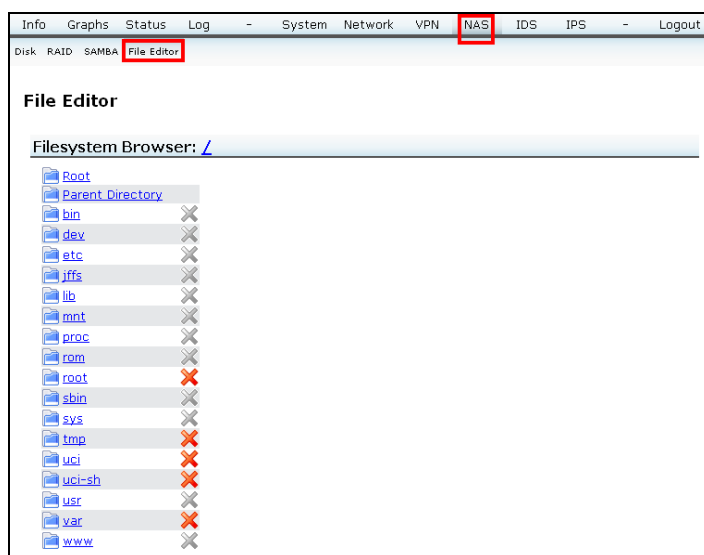 Info Graphs Status Log - System Network VPN NAS IDS IPS - Logout
Disk RAID SAMBA File Editor
File Editor
Filesystem Browser: /
Root
Parent Directory
bin
dev
etc
jffs
lib
mnt
proc
rom
root
sbin
sys
tmp
uci
uci-sh
usr
var
www